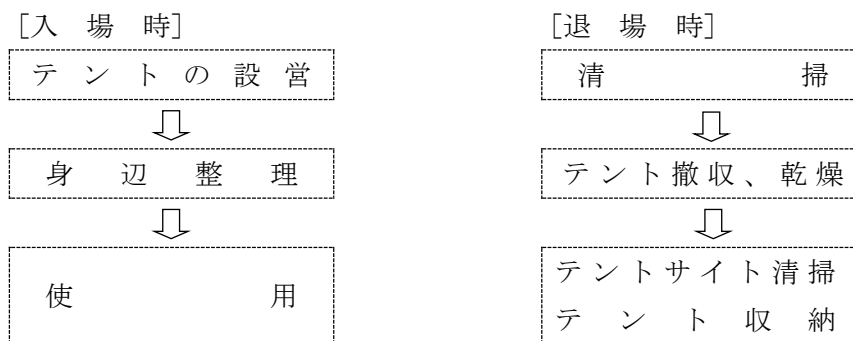 [入場時]
テントの設営
身辺整理
使用
[退場時]
清掃
テント撤収、乾燥
テントサイト清掃
テント収納